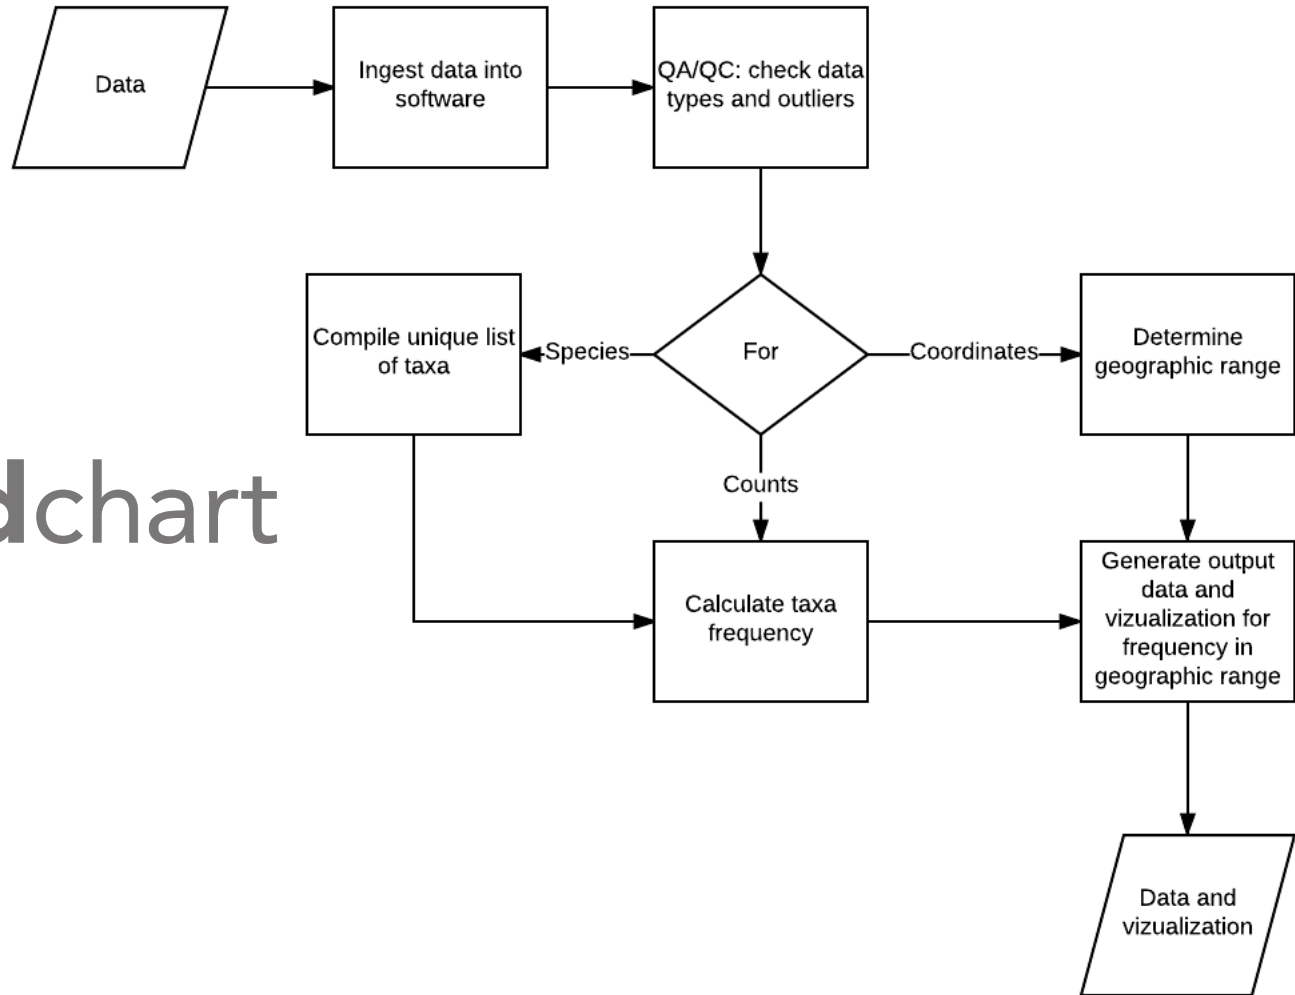 Data
Ingest data into
software
QA/QC: check data
types and outliers
Compile unique list
of taxa
Species
For
Coordinates
Determine
geographic range
dchart
Counts
Calculate taxa
frequency
Generate output
data and
vizualization for
frequency in
geographic range
Data and
vizualization